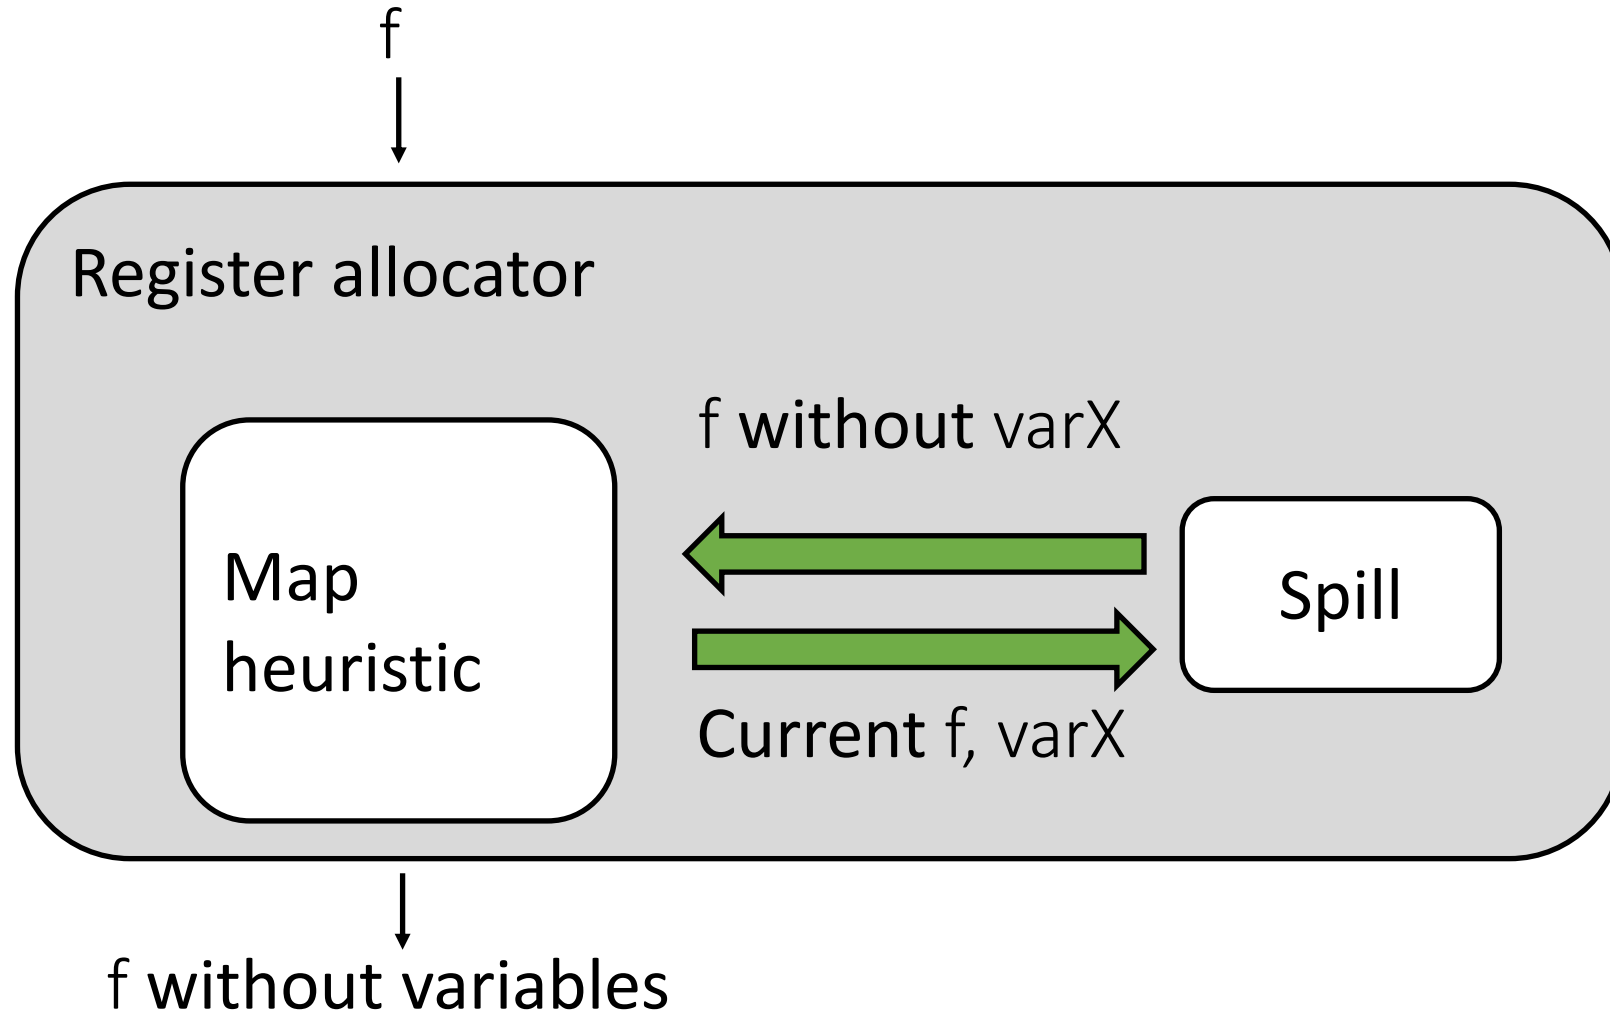 f
Register allocator
f without varX
Map
heuristic
Spill
Current f, varX
f without variables